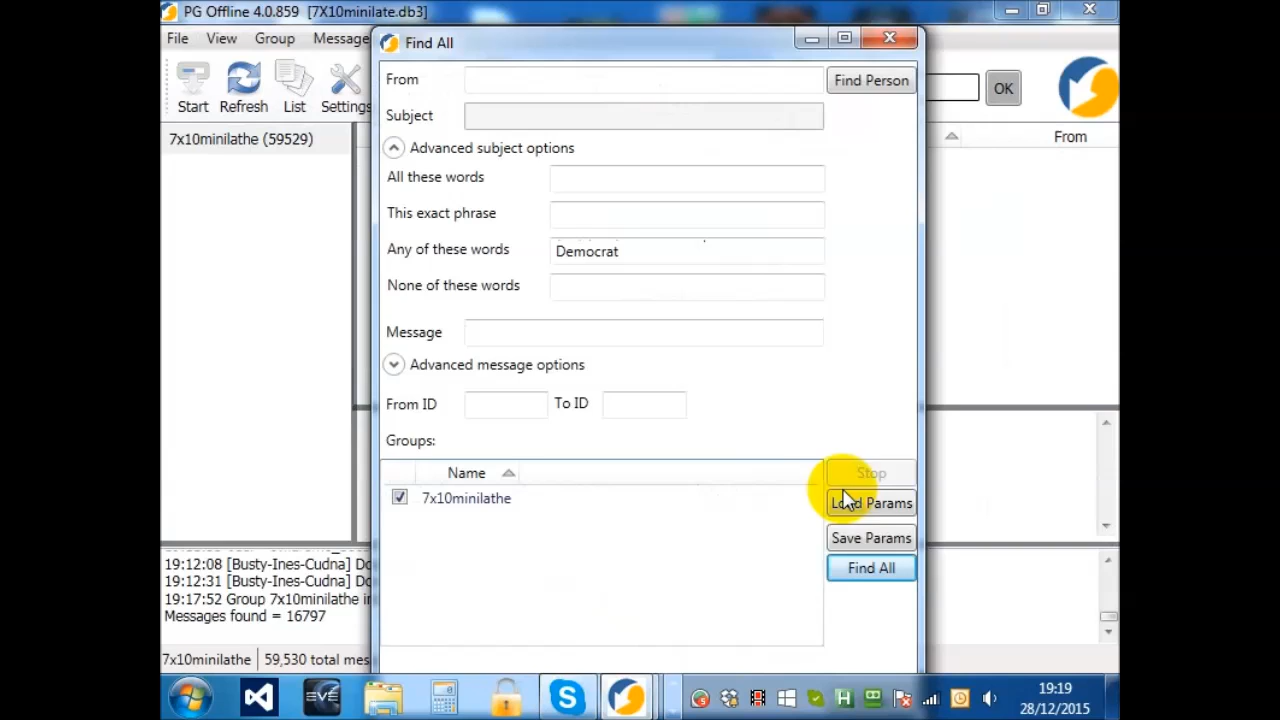 PG Offline 4.0.859 [7X10minilate.db3]
File View Group Message
Find All
Start Refresh List Settings
OK
From
Find Person
Subject
Advanced subject options
All these words
This exact phrase
Any of these words Democrat
None of these words
Message
Advanced message options
From ID To ID
Groups:
Name
7x10minilathe
Stop
Load Params
Save Params
Find All
7x10minilathe (59529)
From
19:12:08 [Busty-Ines-Cudna] Do
19:12:31 [Busty-Ines-Cudna] Do
19:17:52 Group 7x10minilathe in
Messages found = 16797
7x10minilathe 59,530 total mes
EVE
19:19
28/12/2015